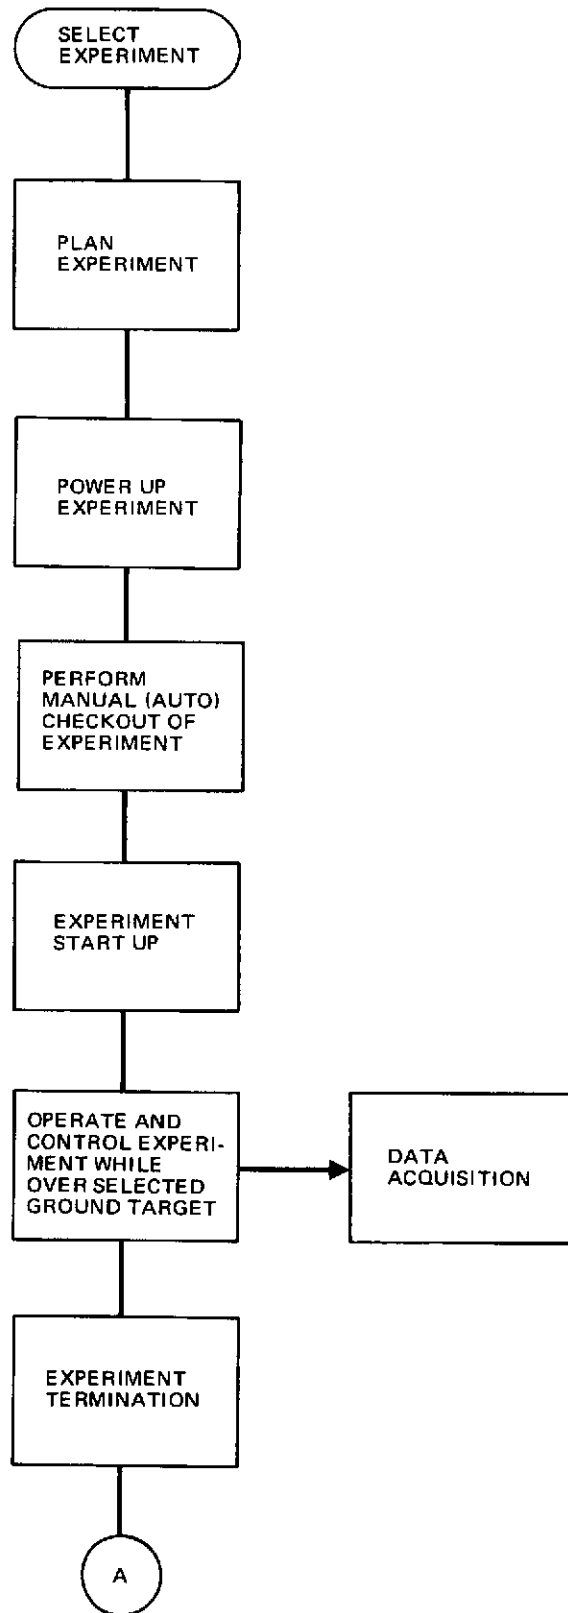 SELECT
EXPERIMENT
PLAN
EXPERIMENT
POWER UP
EXPERIMENT
PERFORM
MANUAL (AUTO)
CHECKOUT OF
EXPERIMENT
EXPERIMENT
START UP
OPERATE AND
CONTROL EXPERI-
MENT WHILE
OVER SELECTED
GROUND TARGET
DATA
ACQUISITION
EXPERIMENT
TERMINATION
A